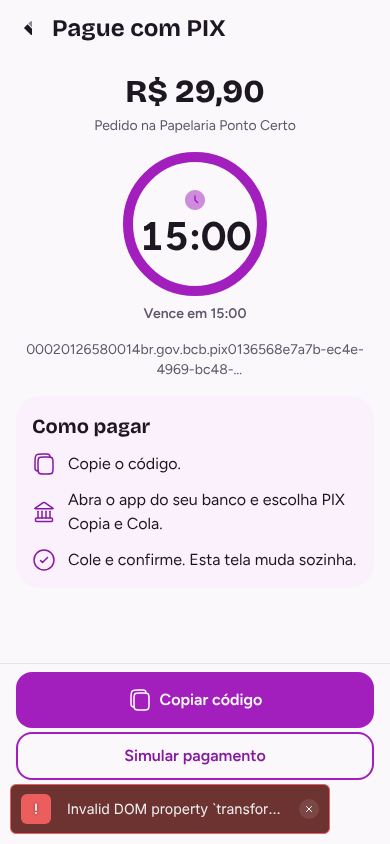 Pague com PIX
R$ 29,90
Pedido na Papelaria Ponto Certo
15:00
Vence em 15:00
00020126580014br.gov.bcb.pix0136568e7a7b-ec4e-
4969-bc48-...
Como pagar
Copie o código.
Abra o app do seu banco e escolha PIX
Copia e Cola.
Cole e confirme. Esta tela muda sozinha.
Copiar código
Simular pagamento
! Invalid DOM property `transfor...